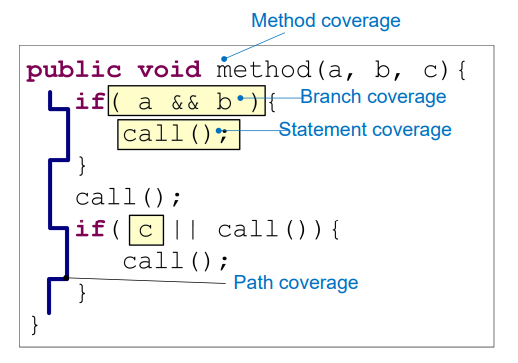 Method coverage
public void method(a, b, c){
if( a && b ){
Branch coverage
call();
Statement coverage
}
call();
if( c || call()){
call();
Path coverage
}
}